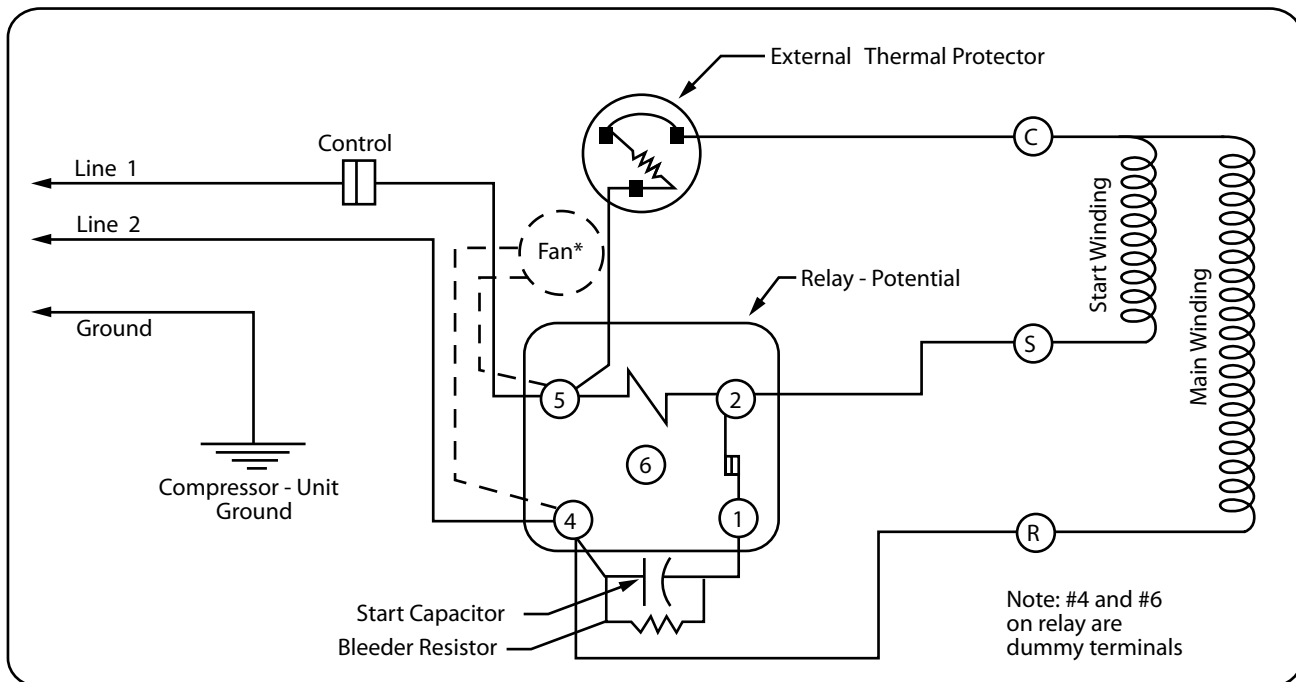 External Thermal Protector
Control
Line 1
C
Line 2
Fan*
Start Winding
Main Winding
Relay - Potential
Ground
S
5
2
6
Compressor - Unit
Ground
4
1
R
Start Capacitor
Bleeder Resistor
Note: #4 and #6
on relay are
dummy terminals